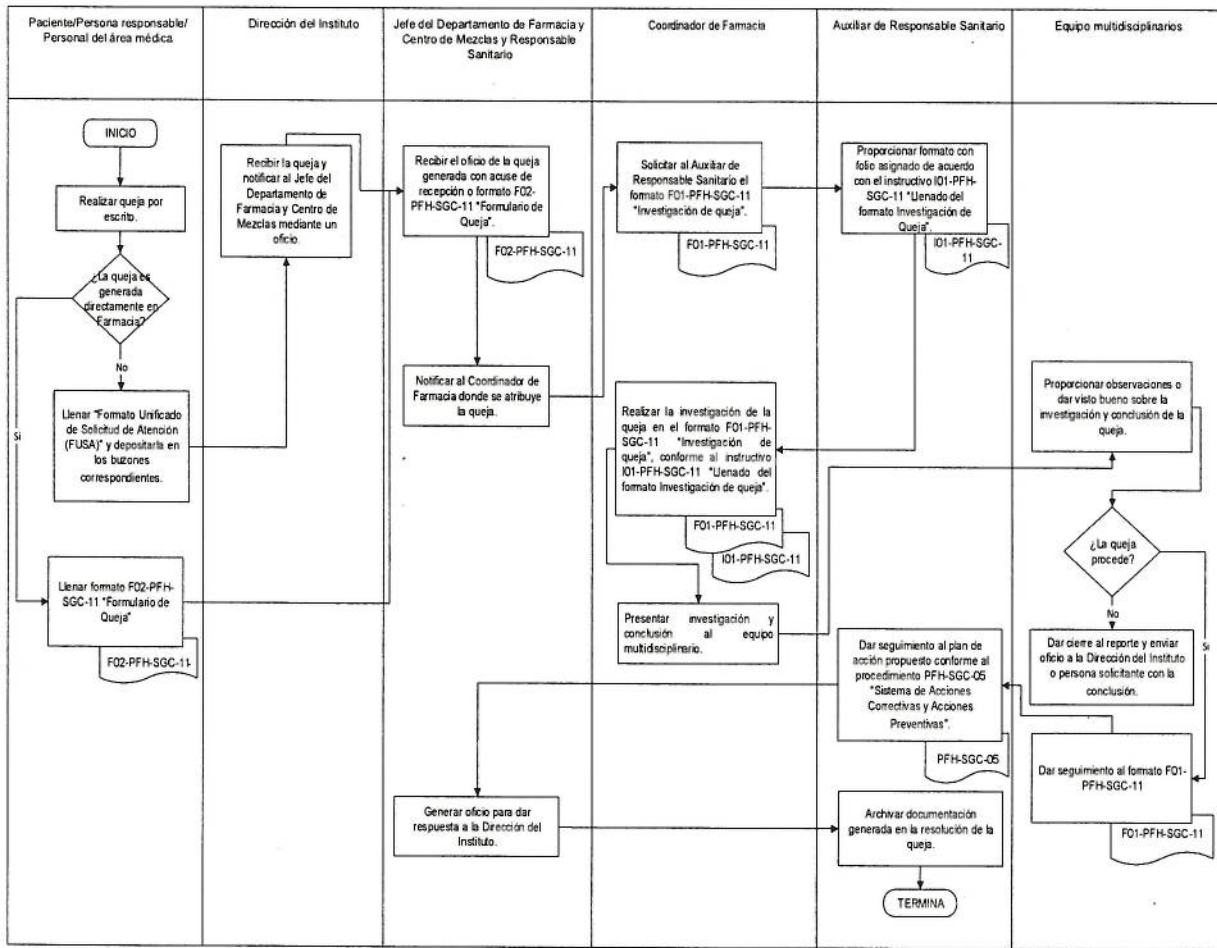 Paciente/Persona responsable/
Personal del área médica
Dirección del Instituto
Jefe del Departamento de Farmacia y
Centro de Mezclas y Responsable
Sanitario
Coordinador de Farmacia
Auxiliar de Responsable Sanitario
Equipo multidisciplinarios
INICIO
Realizar queja por
escrito.
¿La queja es
generada
directamente en
Farmacia?
No
Si
Llenar "Formato Unificado
de Solicitud de Atención
(FUSA)" y depositarla en
los buzones
correspondientes.
Llenar formato F02-PFH-
SGC-11 "Formulario de
Queja"
F02-PFH-SGC-11
Recibir la queja y
notificar al Jefe del
Departamento de
Farmacia y Centro de
Mezclas mediante un
oficio.
Recibir el oficio de la queja
generada con acuse de
recepción o formato F02-
PFH-SGC-11 "Formulario de
Queja".
F02-PFH-SGC-11
Notificar al Coordinador de
Farmacia donde se atribuye
la queja.
Solicitar al Auxiliar de
Responsable Sanitario el
formato F01-PFH-SGC-11
"Investigación de queja".
F01-PFH-SGC-11
Proporcionar formato con
folio asignado de acuerdo
con el instructivo I01-PFH-
SGC-11 "Llenado del
formato Investigación de
Queja".
I01-PFH-SGC-
11
Realizar la investigación de la
queja en el formato F01-PFH-
SGC-11 "Investigación de
queja", conforme al instructivo
I01-PFH-SGC-11 "Llenado del
formato Investigación de queja".
F01-PFH-SGC-11
I01-PFH-SGC-11
Presentar investigación y
conclusión al equipo
multidisciplinario.
Proporcionar observaciones o
dar visto bueno sobre la
investigación y conclusión de la
queja.
¿La queja
procede?
No
Si
Dar cierre al reporte y enviar
oficio a la Dirección del Instituto
o persona solicitante con la
conclusión.
Dar seguimiento al formato F01-
PFH-SGC-11
F01-PFH-SGC-11
Dar seguimiento al plan de
acción propuesto conforme al
procedimiento PFH-SGC-05
"Sistema de Acciones
Correctivas y Acciones
Preventivas".
PFH-SGC-05
Generar oficio para dar
respuesta a la Dirección del
Instituto.
Archivar documentación
generada en la resolución de la
queja.
TERMINA